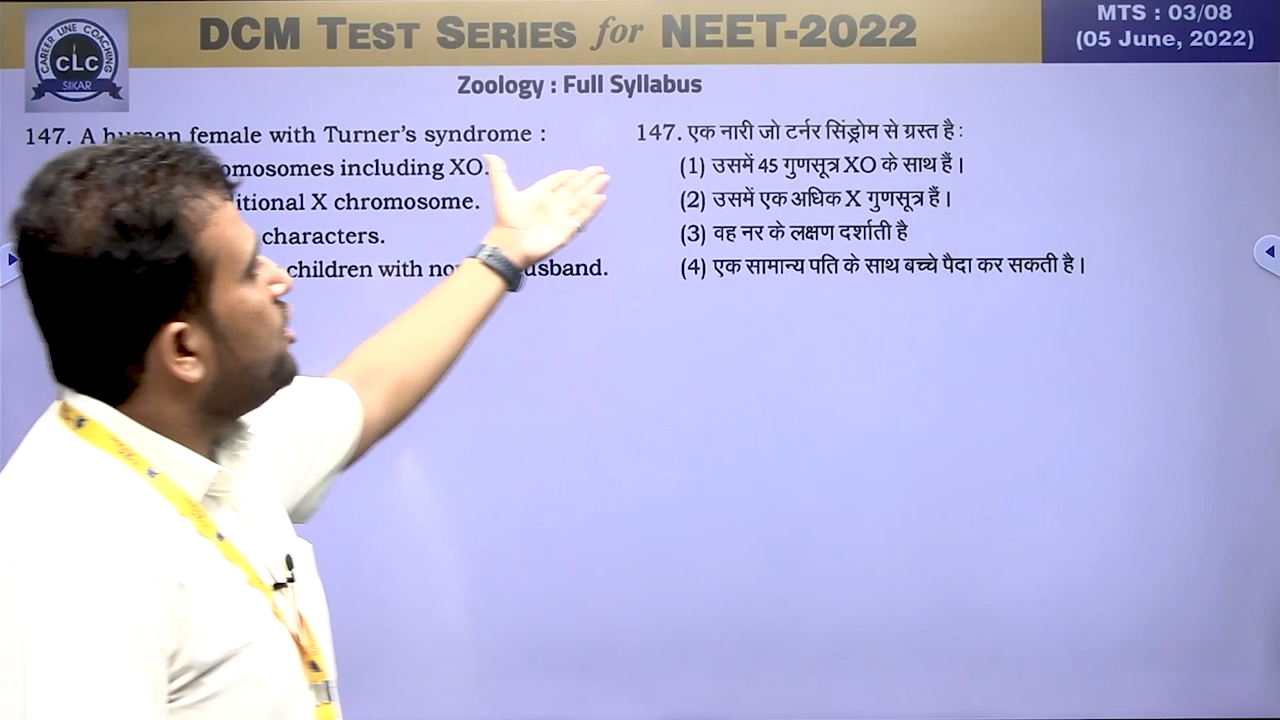 DCM TEST SERIES for NEET-2022
MTS : 03/08
(05 June, 2022)
CAREER LINE COACHING
CLC
SIKAR
Zoology : Full Syllabus
147. A human female with Turner's syndrome :
omosomes including XO.
itional X chromosome.
characters.
children with no usband.
147. एक नारी जो टर्नर सिंड्रोम से ग्रस्त है :
(1) उसमें 45 गुणसूत्र XO के साथ हैं।
(2) उसमें एक अधिक X गुणसूत्र हैं।
(3) वह नर के लक्षण दर्शाती है
(4) एक सामान्य पति के साथ बच्चे पैदा कर सकती है।